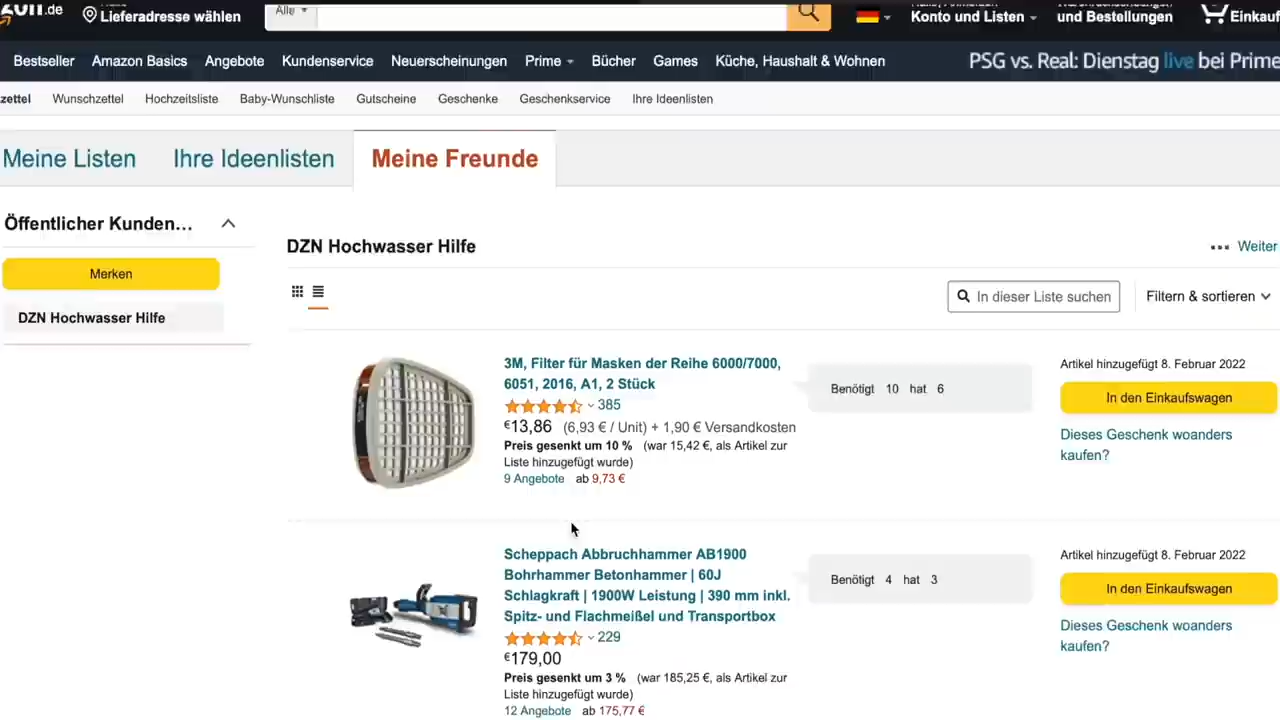 .de
Lieferadresse wählen
Alle
Konto und Listen
und Bestellungen
Bestseller Amazon Basics Angebote Kundenservice Neuerscheinungen Prime Bücher Games Küche, Haushalt & Wohnen
PSG vs. Real: Dienstag live bei Prime
zettel Wunschzettel Hochzeitsliste Baby-Wunschliste Gutscheine Geschenke Geschenkservice Ihre Ideenlisten
Meine Listen Ihre Ideenlisten Meine Freunde
Öffentlicher Kunden...
Merken
DZN Hochwasser Hilfe
DZN Hochwasser Hilfe
Weiter
In dieser Liste suchen
Filtern & sortieren
3M, Filter für Masken der Reihe 6000/7000,
6051, 2016, A1, 2 Stück
385
€13,86 (6,93 € / Unit) + 1,90 € Versandkosten
Preis gesenkt um 10 % (war 15,42 €, als Artikel zur
Liste hinzugefügt wurde)
9 Angebote ab 9,73 €
Benötigt 10 hat 6
Artikel hinzugefügt 8. Februar 2022
In den Einkaufswagen
Dieses Geschenk woanders
kaufen?
Scheppach Abbruchhammer AB1900
Bohrhammer Betonhammer | 60J
Schlagkraft | 1900W Leistung | 390 mm inkl.
Spitz- und Flachmeißel und Transportbox
229
€179,00
Preis gesenkt um 3 % (war 185,25 €, als Artikel zur
Liste hinzugefügt wurde)
12 Angebote ab 175,77 €
Benötigt 4 hat 3
Artikel hinzugefügt 8. Februar 2022
In den Einkaufswagen
Dieses Geschenk woanders
kaufen?